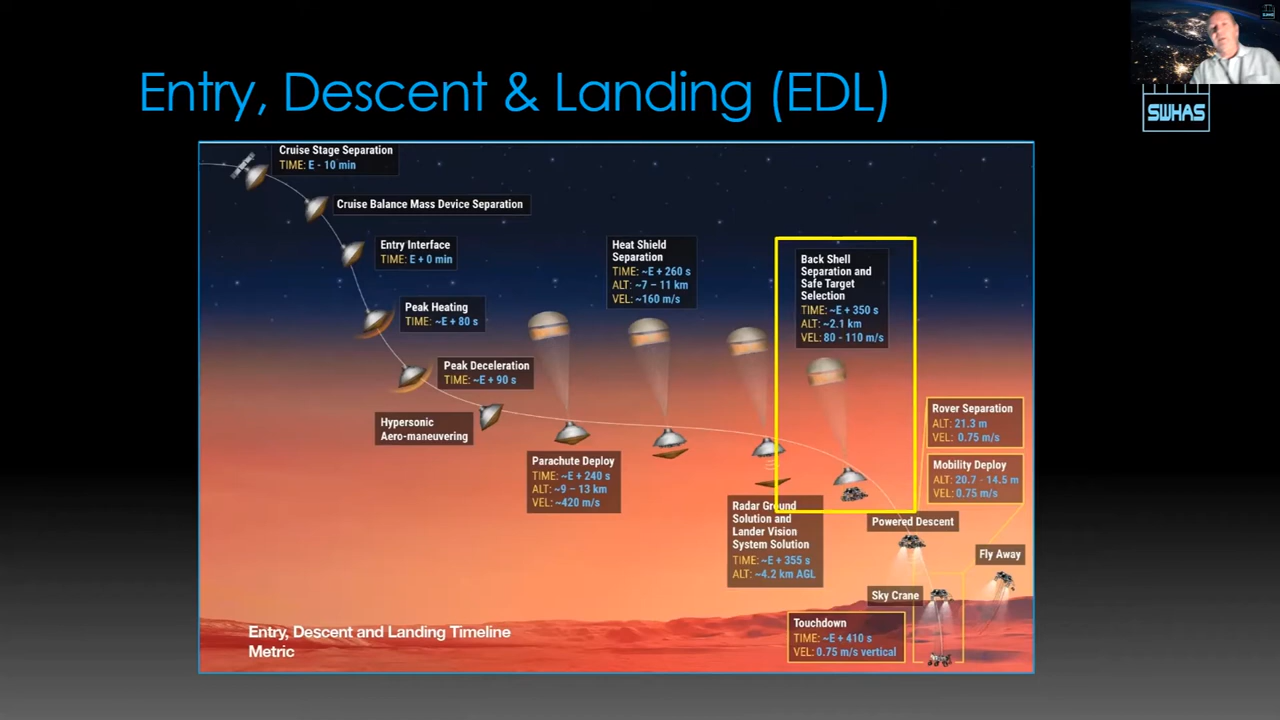 Entry, Descent & Landing (EDL)
SWHAS
Cruise Stage Separation
TIME: E - 10 min
Cruise Balance Mass Device Separation
Entry Interface
TIME: E + 0 min
Peak Heating
TIME: ~E + 80 s
Peak Deceleration
TIME: ~E + 90 s
Hypersonic
Aero-maneuvering
Parachute Deploy
TIME: ~E + 240 s
ALT: ~9 – 13 km
VEL: ~420 m/s
Heat Shield
Separation
TIME: ~E + 260 s
ALT: ~7 – 11 km
VEL: ~160 m/s
Radar Ground
Solution and
Lander Vision
System Solution
TIME: ~E + 355 s
ALT: ~4.2 km AGL
Back Shell
Separation and
Safe Target
Selection
TIME: ~E + 350 s
ALT: ~2.1 km
VEL: 80 - 110 m/s
Rover Separation
ALT: 21.3 m
VEL: 0.75 m/s
Mobility Deploy
ALT: 20.7 - 14.5 m
VEL: 0.75 m/s
Powered Descent
Fly Away
Sky Crane
Touchdown
TIME: ~E + 410 s
VEL: 0.75 m/s vertical
Entry, Descent and Landing Timeline
Metric